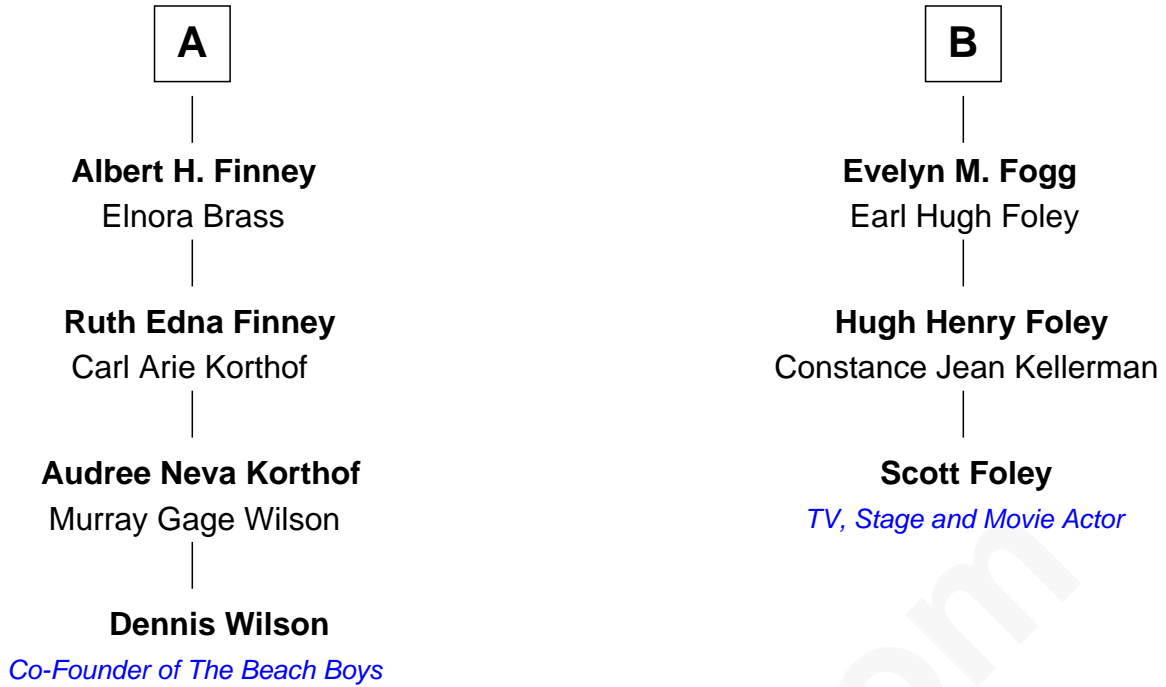 A
Albert H. Finney
Elnora Brass
Ruth Edna Finney
Carl Arie Korthof
Audree Neva Korthof
Murray Gage Wilson
Dennis Wilson
Co-Founder of The Beach Boys
B
Evelyn M. Fogg
Earl Hugh Foley
Hugh Henry Foley
Constance Jean Kellerman
Scott Foley
TV, Stage and Movie Actor
om